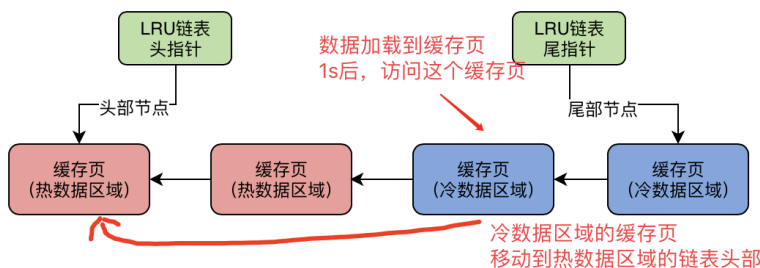 LRU链表
头指针
LRU链表
尾指针
数据加载到缓存页
1s后，访问这个缓存页
头部节点
尾部节点
缓存页
（热数据区域）
缓存页
（热数据区域）
缓存页
（冷数据区域）
缓存页
（冷数据区域）
冷数据区域的缓存页
移动到热数据区域的链表头部